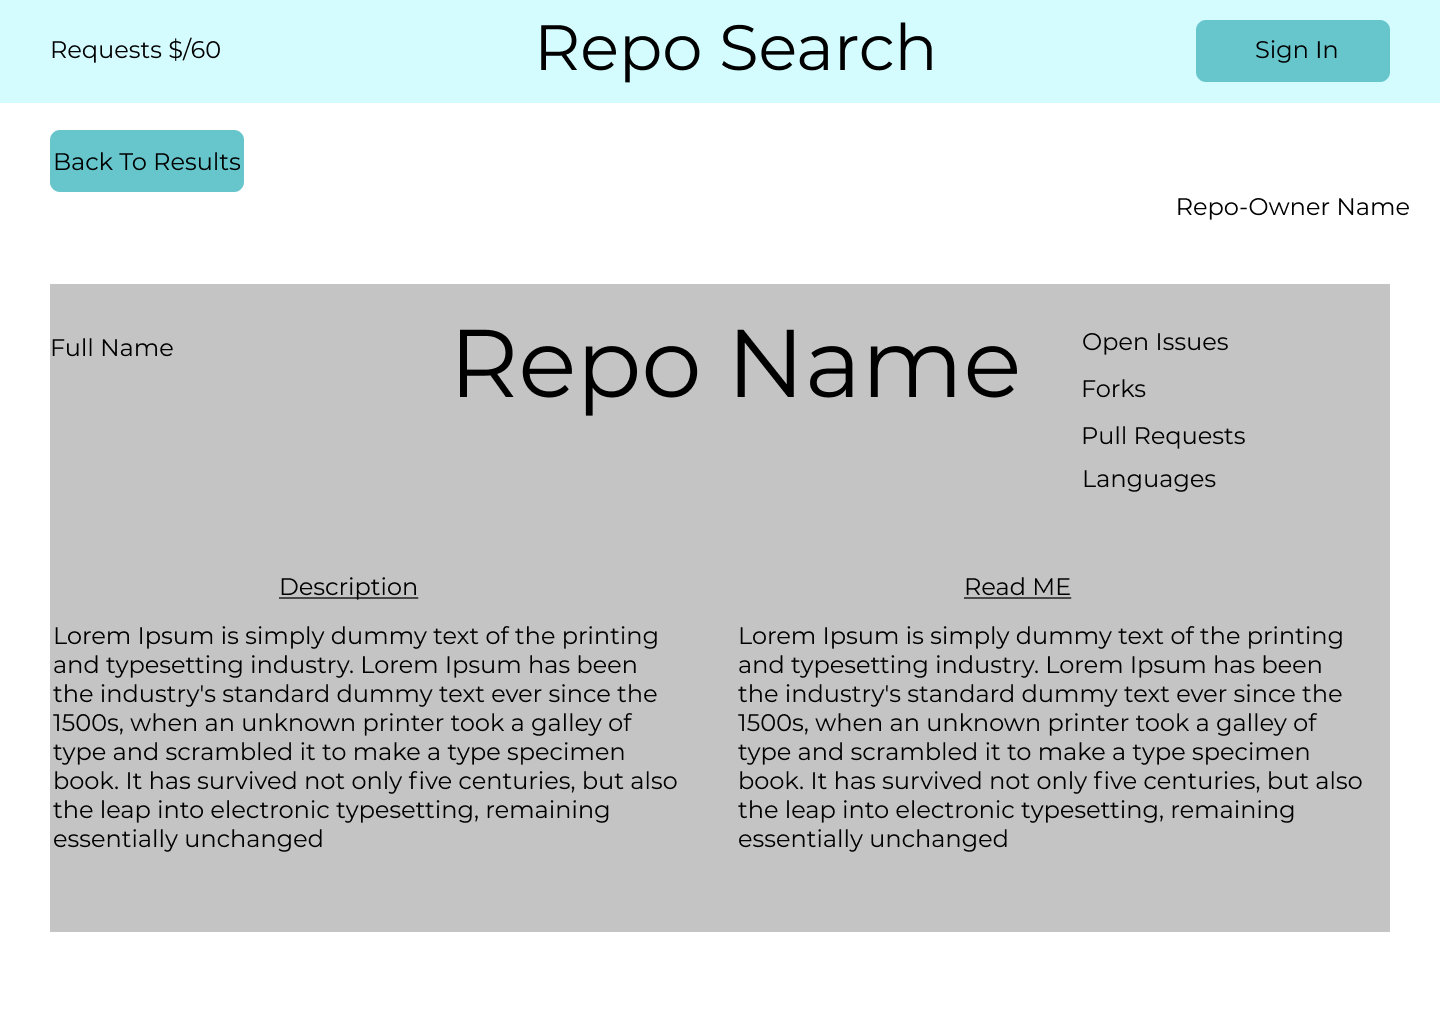 Requests $/60
Repo Search
Sign In
Back To Results
Repo-Owner Name
Full Name
Repo Name
Open Issues
Forks
Pull Requests
Languages
Description
Lorem Ipsum is simply dummy text of the printing
and typesetting industry. Lorem Ipsum has been
the industry's standard dummy text ever since the
1500s, when an unknown printer took a galley of
type and scrambled it to make a type specimen
book. It has survived not only five centuries, but also
the leap into electronic typesetting, remaining
essentially unchanged
Read ME
Lorem Ipsum is simply dummy text of the printing
and typesetting industry. Lorem Ipsum has been
the industry's standard dummy text ever since the
1500s, when an unknown printer took a galley of
type and scrambled it to make a type specimen
book. It has survived not only five centuries, but also
the leap into electronic typesetting, remaining
essentially unchanged